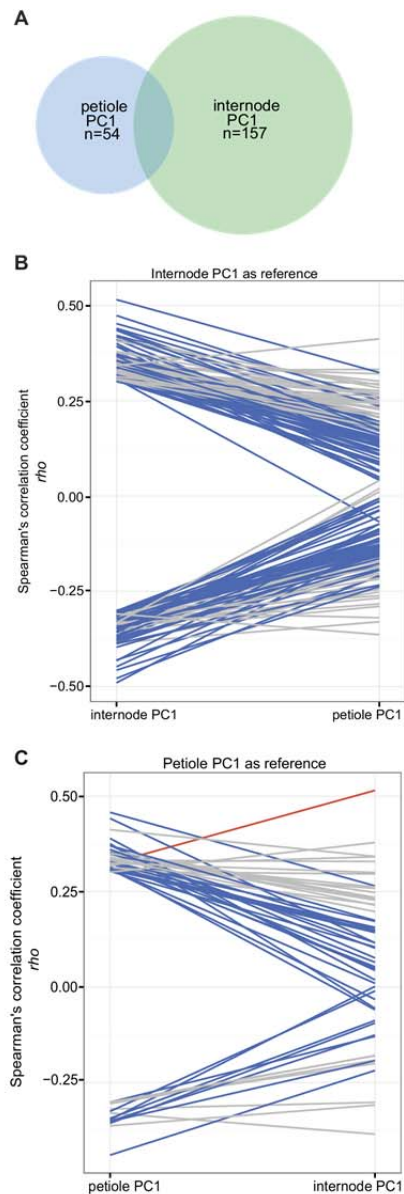 A
petiole
PC1
n=54
internode
PC1
n=157
B
Internode PC1 as reference
Spearman's correlation coefficient
rho
0.50
0.25
0.00
−0.25
−0.50
internode PC1
petiole PC1
C
Petiole PC1 as reference
Spearman's correlation coefficient
rho
0.50
0.25
0.00
−0.25
petiole PC1
internode PC1